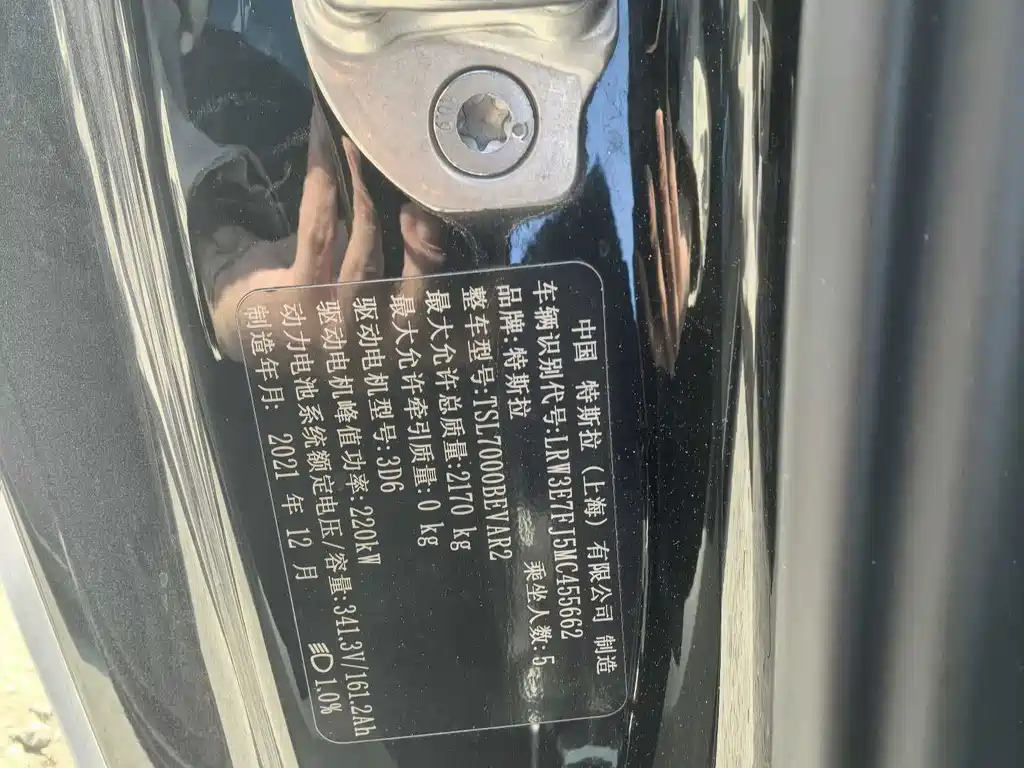 中国 特斯拉（上海）有限公司 制造
车辆识别代号:LRW3E7FJ5MC455662
品牌:特斯拉 乘坐人数:5
整车型号:TSL7000BEVAR2
最大允许总质量:2170 kg
最大允许牵引质量: 0 kg
驱动电机型号:3D6
驱动电机峰值功率: 220kW
动力电池系统额定电压/容量:341.3V/161.2Ah
制造年月: 2021 年 12 月 1.0%